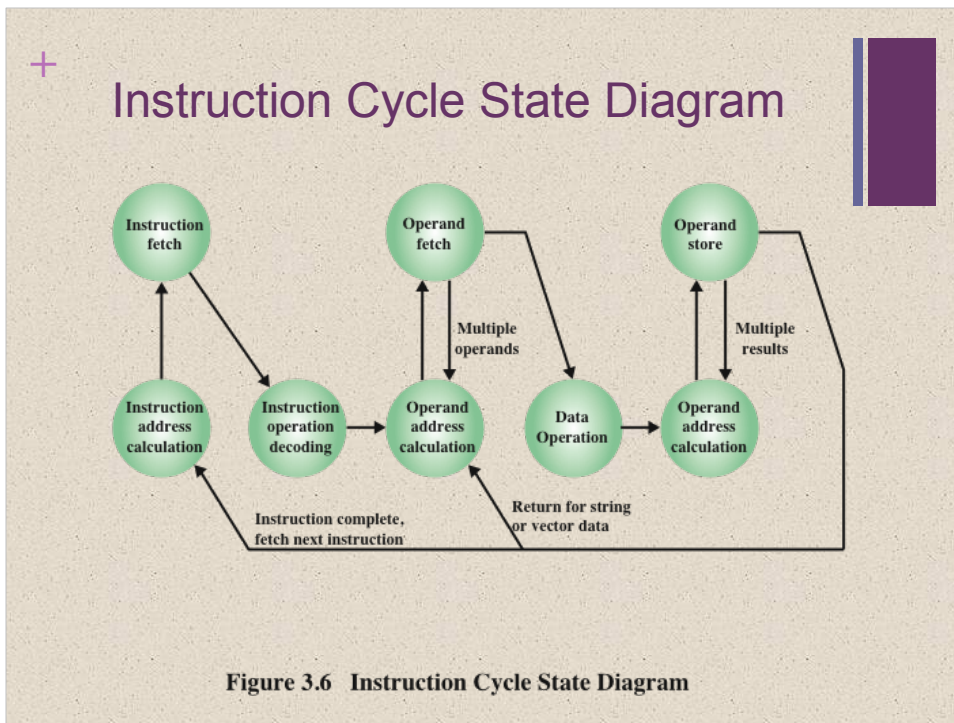 +
Instruction Cycle State Diagram
Instruction
fetch
Operand
fetch
Operand
store
Multiple
operands
Multiple
results
Instruction
address
calculation
Instruction
operation
decoding
Operand
address
calculation
Data
Operation
Operand
address
calculation
Instruction complete,
fetch next instruction
Return for string
or vector data
Figure 3.6 Instruction Cycle State Diagram